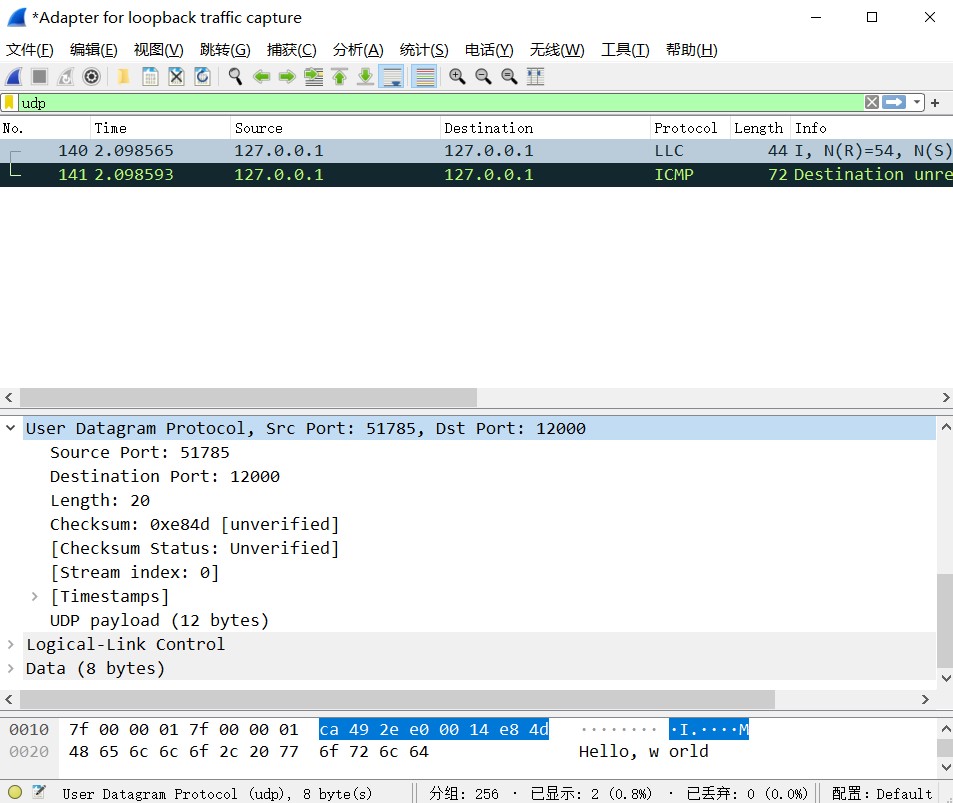 *Adapter for loopback traffic capture
文件(F) 编辑(E) 视图(V) 跳转(G) 捕获(C) 分析(A) 统计(S) 电话(Y) 无线(W) 工具(T) 帮助(H)
udp
No. Time Source Destination Protocol Length Info
140 2.098565 127.0.0.1 127.0.0.1 LLC 44 I, N(R)=54, N(S)
141 2.098593 127.0.0.1 127.0.0.1 ICMP 72 Destination unre
User Datagram Protocol, Src Port: 51785, Dst Port: 12000
Source Port: 51785
Destination Port: 12000
Length: 20
Checksum: 0xe84d [unverified]
[Checksum Status: Unverified]
[Stream index: 0]
[Timestamps]
UDP payload (12 bytes)
Logical-Link Control
Data (8 bytes)
0010 7f 00 00 01 7f 00 00 01 ca 49 2e e0 00 14 e8 4d ········ ·I.····M
0020 48 65 6c 6c 6f 2c 20 77 6f 72 6c 64 Hello, w orld
User Datagram Protocol (udp), 8 byte(s) 分组: 256 · 已显示: 2 (0.8%) · 已丢弃: 0 (0.0%) 配置: Default